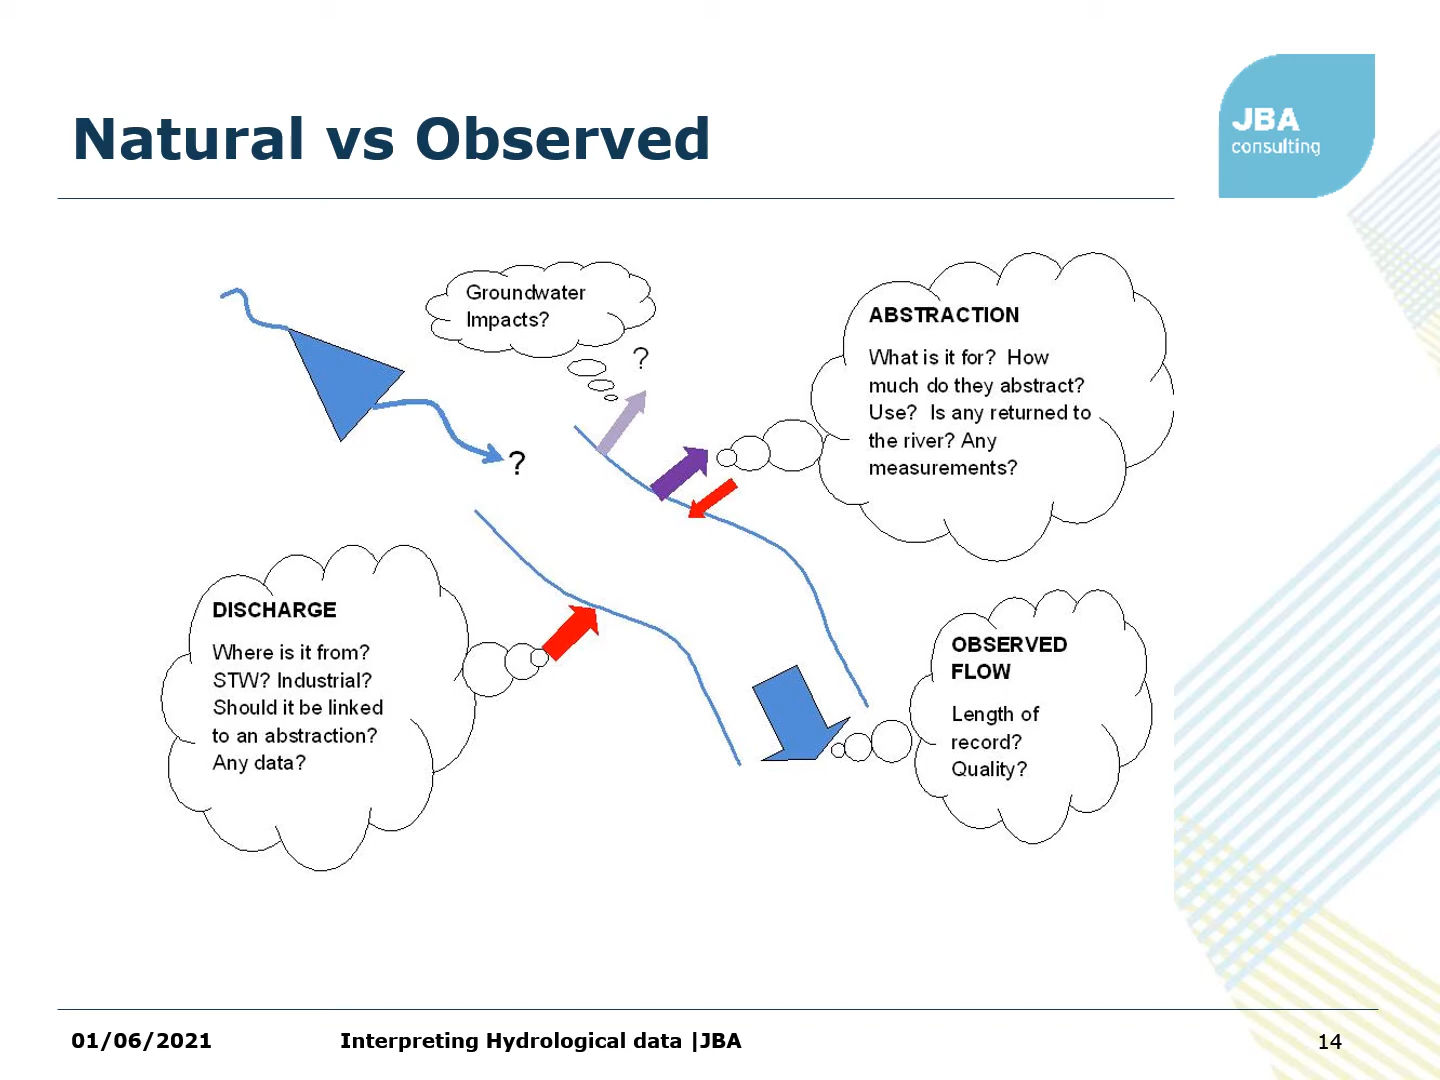 Natural vs Observed
JBA
consulting
Groundwater
Impacts?
?
?
ABSTRACTION
What is it for?  How
much do they abstract?
Use?  Is any returned to
the river? Any
measurements?
DISCHARGE
Where is it from?
STW? Industrial?
Should it be linked
to an abstraction?
Any data?
OBSERVED
FLOW
Length of
record?
Quality?
01/06/2021
Interpreting Hydrological data |JBA
14